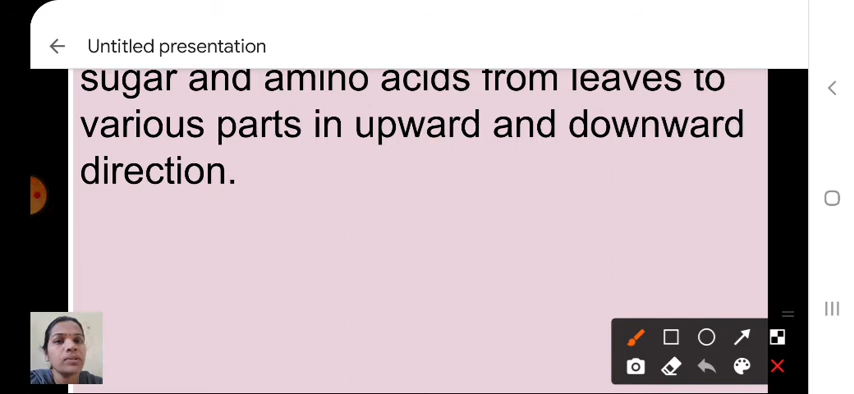 Untitled presentation
sugar and amino acids from leaves to
various parts in upward and downward
direction.